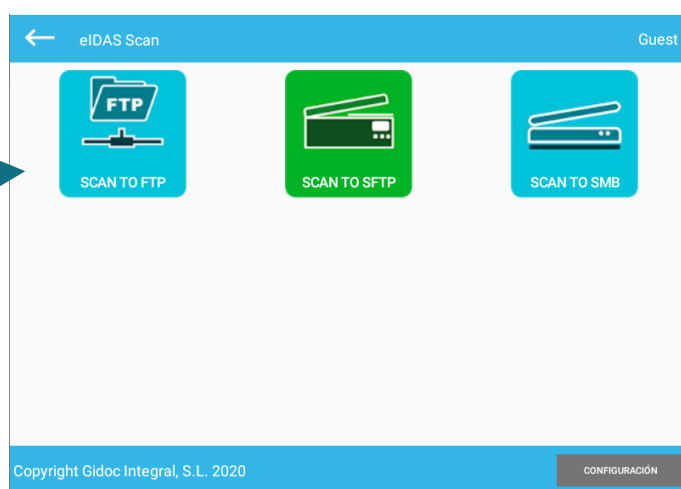 eIDAS Scan
Guest
FTP
SCAN TO FTP
SCAN TO SFTP
SCAN TO SMB
Copyright Gidoc Integral, S.L. 2020
CONFIGURACIÓN